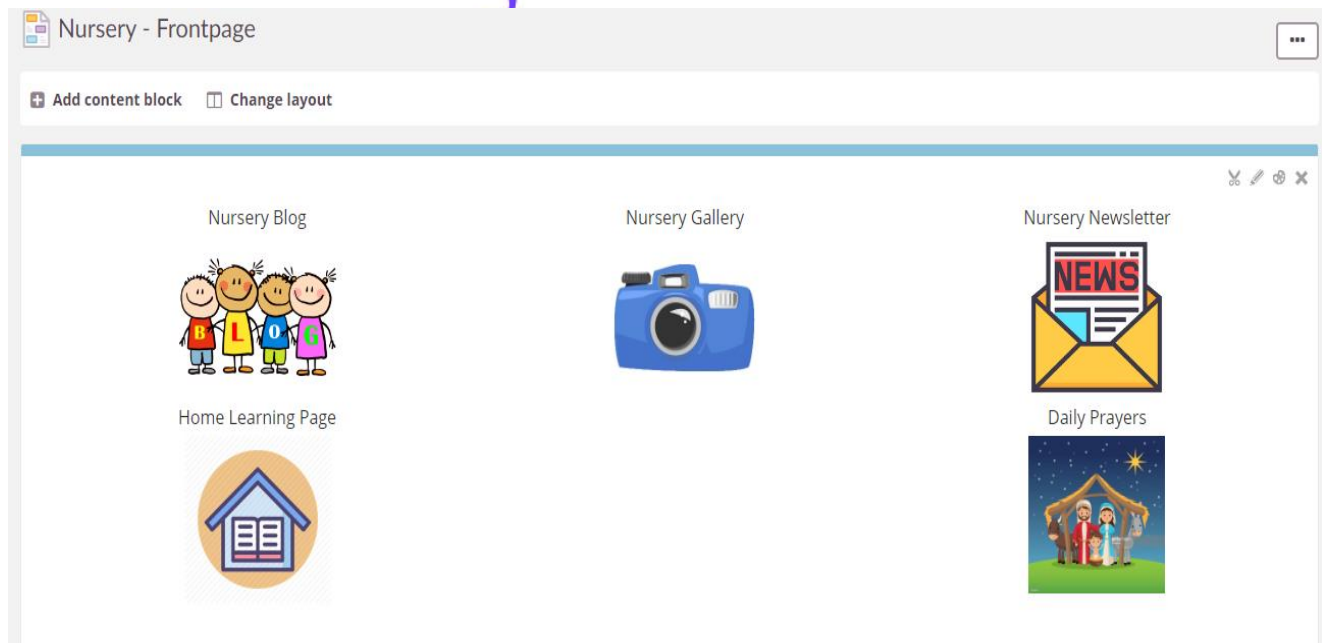 Nursery - Frontpage
Add content block Change layout
Nursery Blog Nursery Gallery Nursery Newsletter
NEWS
B L O G
Home Learning Page Daily Prayers